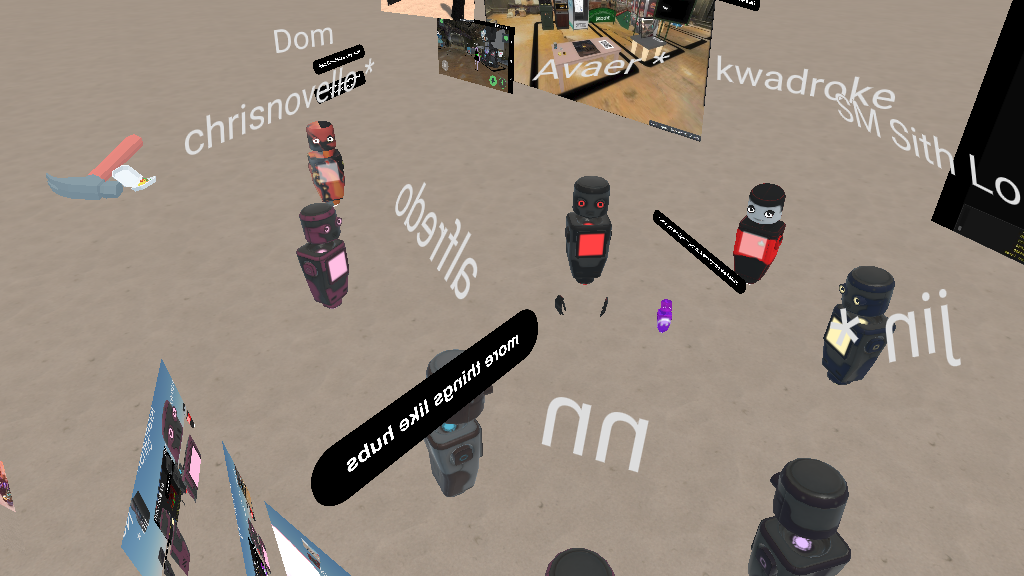 Dom
chrisnovello *
Avaer *
kwadroke
SM Sith Lo
alfredo
jin *
more things like hubs
nn